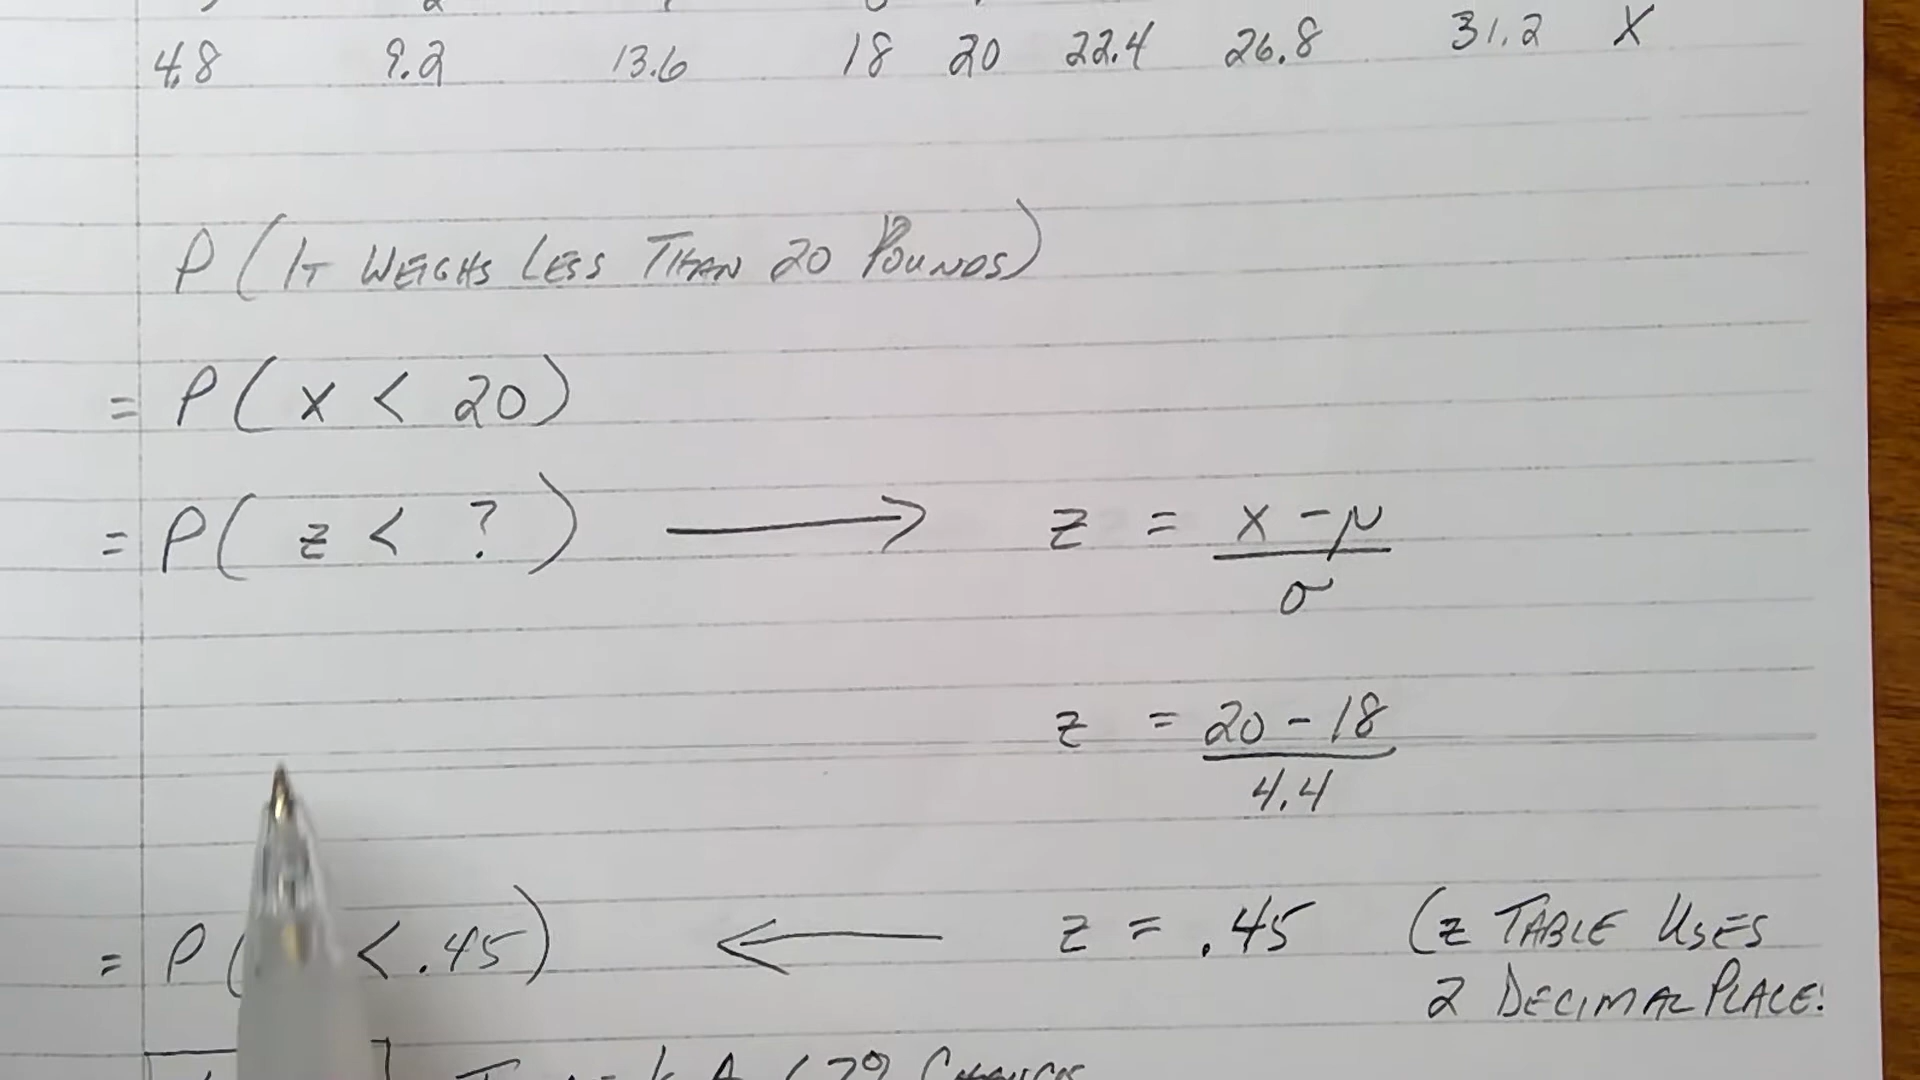 4.8 9.2 13.6 18 20 22.4 26.8 31.2 X
P(IT WEIGHS LESS THAN 20 POUNDS)
= P( x < 20)
= P( z < ? ) ⟶ z = x - μ
σ
z = 20 - 18
4.4
= P( < .45) ⟵ z = .45 (z TABLE USES
2 DECIMAL PLACE